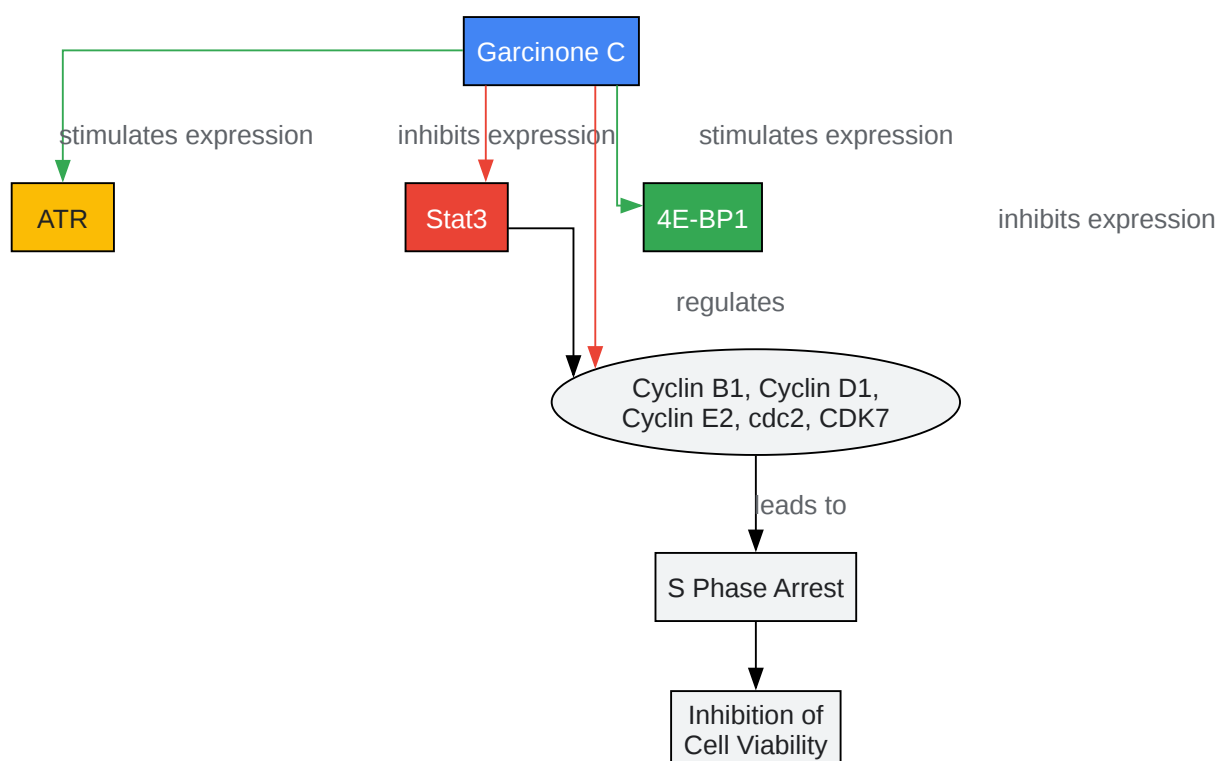 Garcinone C
stimulates expression
inhibits expression
stimulates expression
ATR
Stat3
4E-BP1
inhibits expression
regulates
Cyclin B1, Cyclin D1,
Cyclin E2, cdc2, CDK7
leads to
S Phase Arrest
Inhibition of
Cell Viability